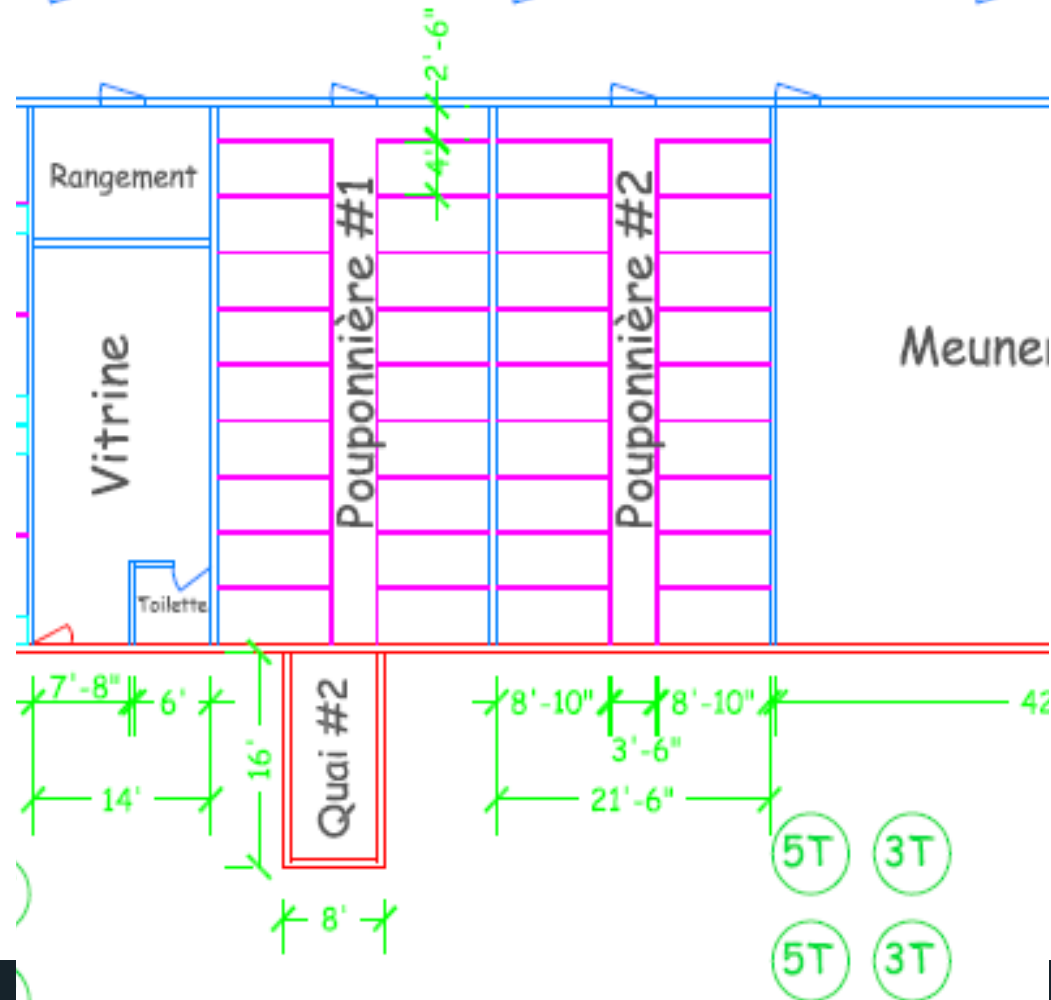 2'-6"
4'
Rangement
Pouponnière #1
Pouponnière #2
Vitrine
Meuner
Toilette
7'-8"
6'
14'
16'
Quai #2
8'
8'-10"
8'-10"
3'-6"
21'-6"
42
5T
3T
5T
3T